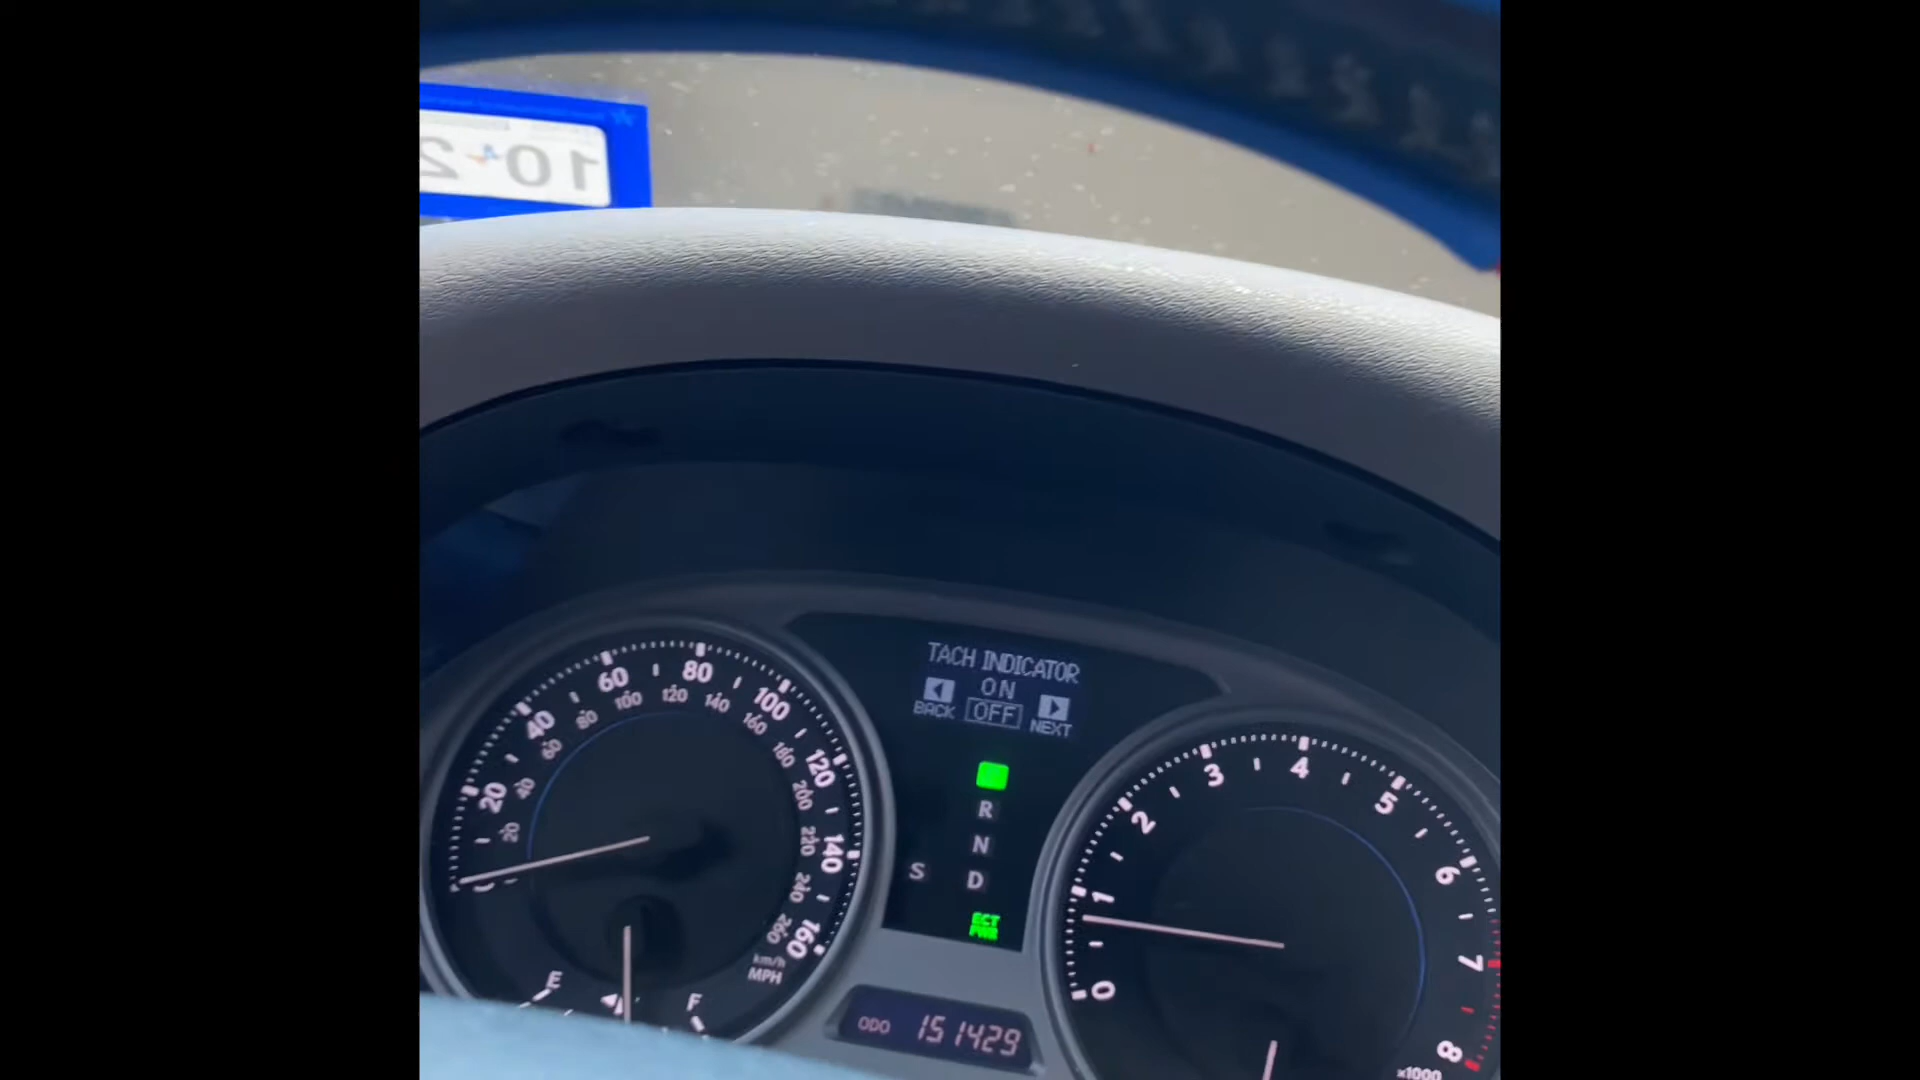 10 2
TACH INDICATOR
ON
BACK OFF NEXT
R
N
S D
ECT
PWR
20 40 60 80 100 120 140 160
20 40 60 80 100 120 140 160 180 200 220 240 260
km/h
MPH
E F
ODO 151429
0 1 2 3 4 5 6 7 8
x1000